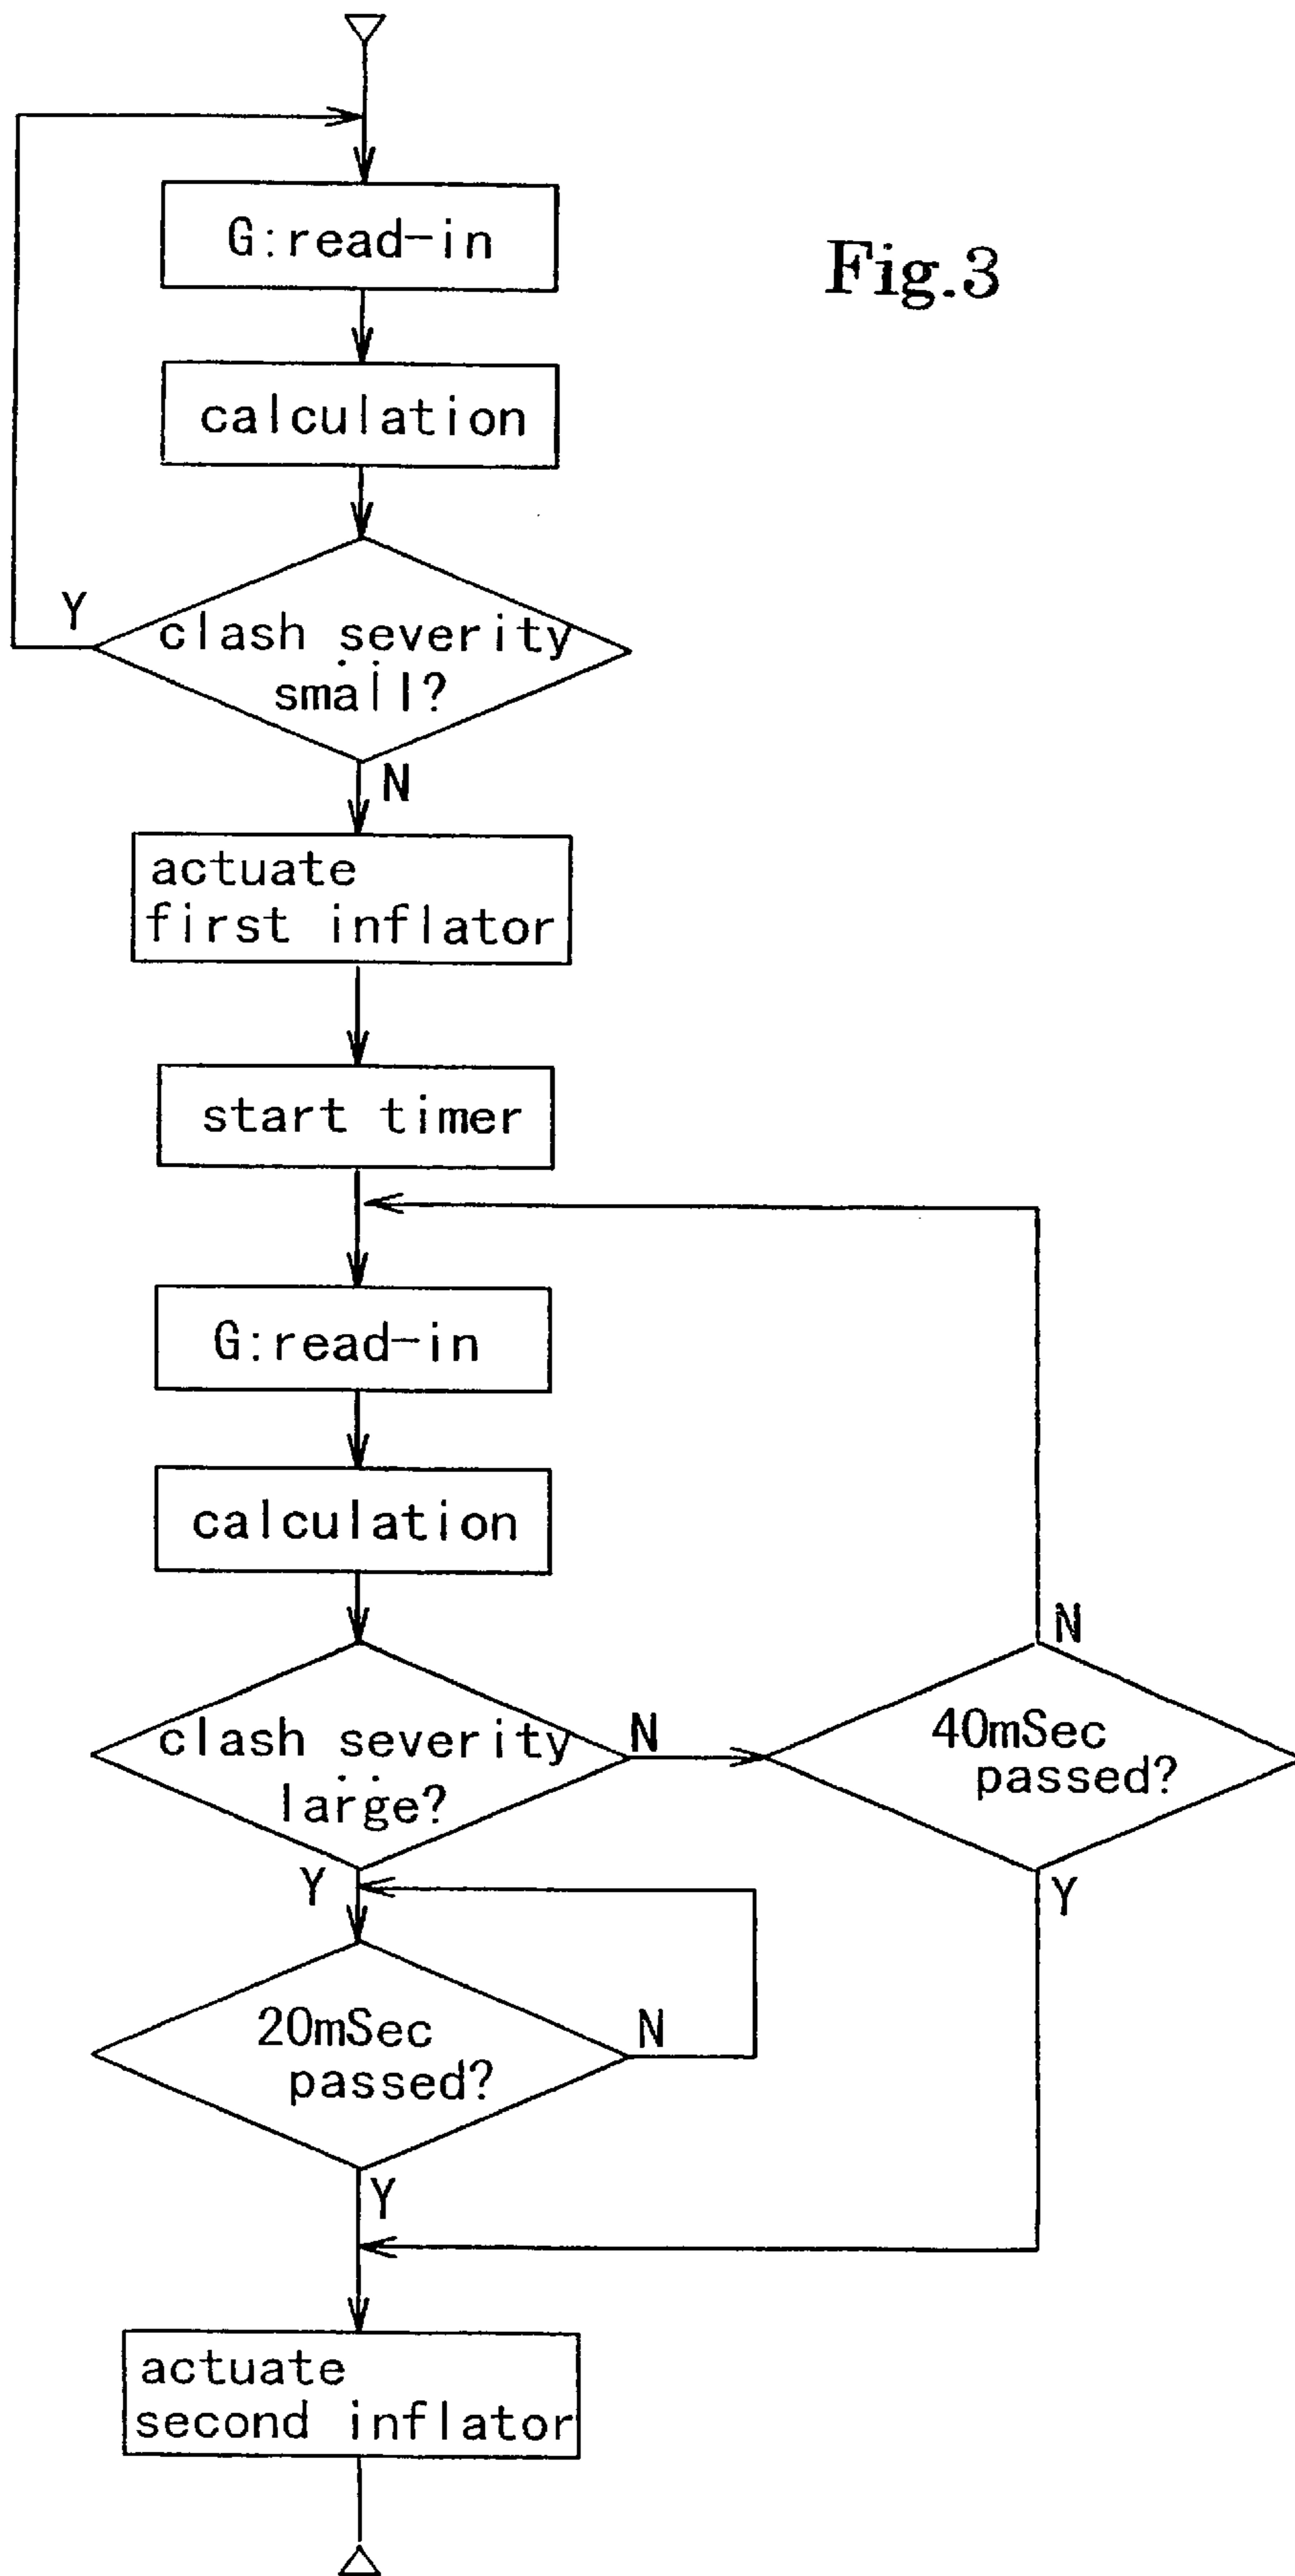 Fig.3
G:read-in
calculation
clash severity
small?
Y
N
actuate
first inflator
start timer
G:read-in
calculation
clash severity
large?
N
Y
40mSec
passed?
N
Y
20mSec
passed?
N
Y
actuate
second inflator